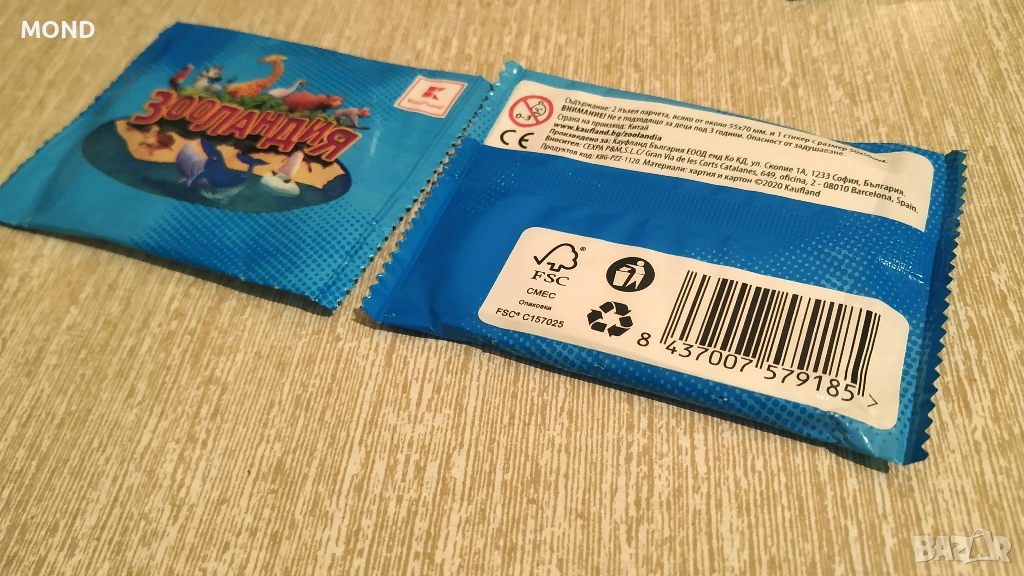 MOND
ЗООЛАНДИЯ
K
Kaufland
0-3
CE
Съдържание: 2 пъзел парчета, всяко от около 55x70 мм. и 1 стикер с размер
ВНИМАНИЕ! Не е подходящо за деца под 3 години. Опасност от задушаване.
Страна на произход: Китай
www.kaufland.bg/zoolandia
Произведено за: Кауфланд България ЕООД енд Ко КД, ул. Скопие 1А, 1233 София, България
Вносител: CEXPA P&M, S.L. C/ Gran Via de les Corts Catalanes, 649, oficina, 2 - 08010 Barcelona, Spain.
Продуктов код: KBG-PZZ-1120. Материали: хартия и картон ©2020 Kaufland
FSC
СМЕС
Опаковка
FSC® C157025
8 437007 579185 >
BAZAR